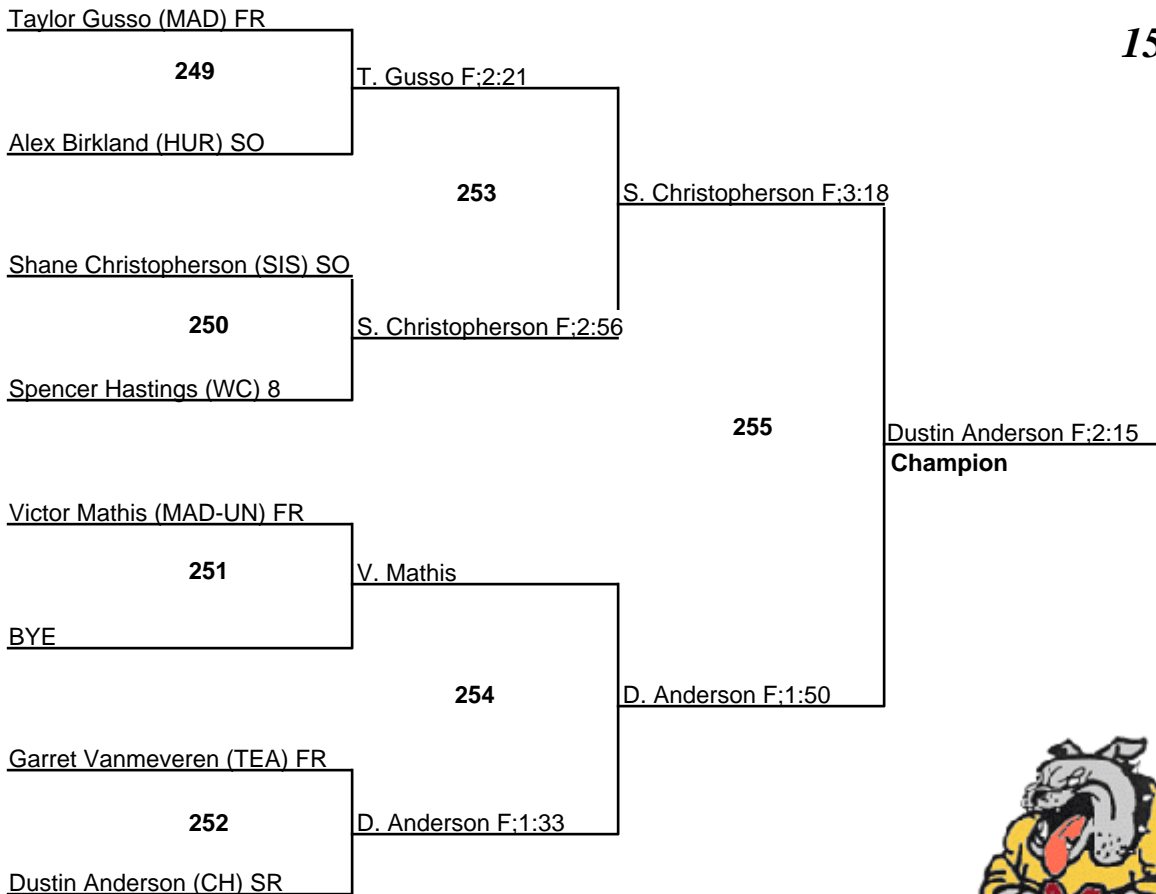 Taylor Gusso (MAD) FR
15
249
T. Gusso F;2:21
Alex Birkland (HUR) SO
253
S. Christopherson F;3:18
Shane Christopherson (SIS) SO
250
S. Christopherson F;2:56
Spencer Hastings (WC) 8
255
Dustin Anderson F;2:15
Champion
Victor Mathis (MAD-UN) FR
251
V. Mathis
BYE
254
D. Anderson F;1:50
Garret Vanmeveren (TEA) FR
252
D. Anderson F;1:33
Dustin Anderson (CH) SR